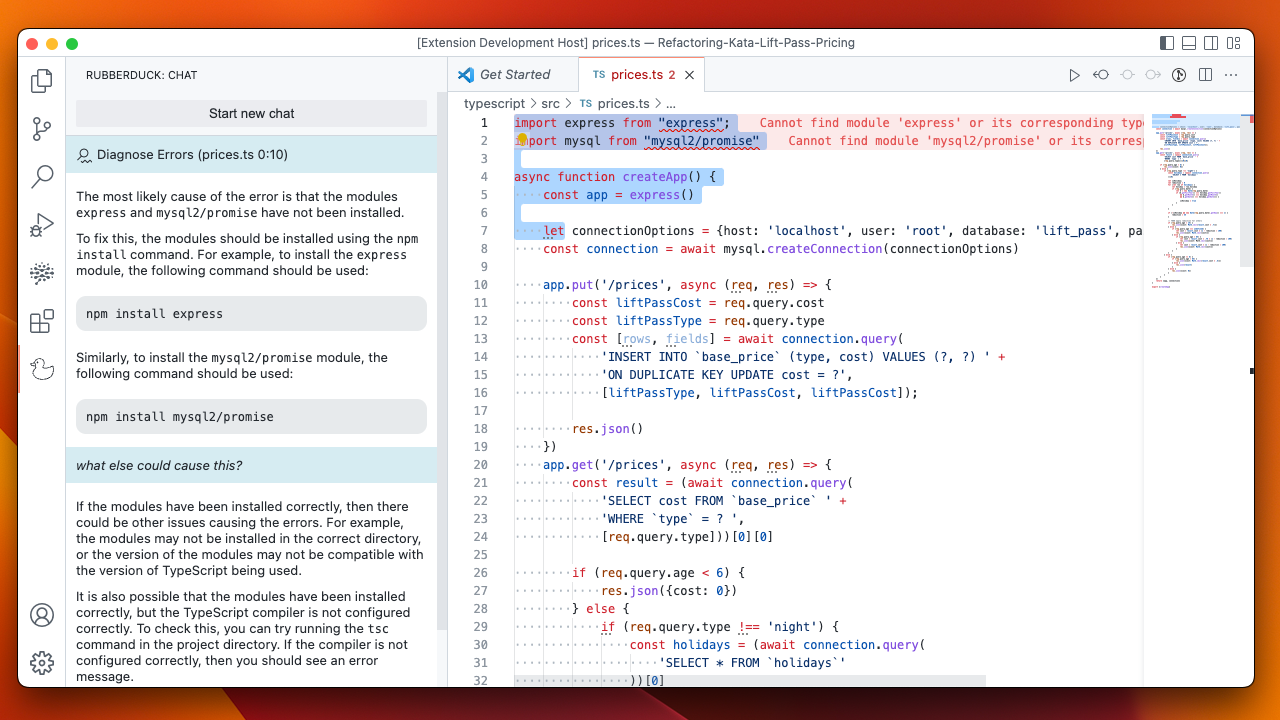 [Extension Development Host] prices.ts — Refactoring-Kata-Lift-Pass-Pricing
RUBBERDUCK: CHAT
Start new chat
Diagnose Errors (prices.ts 0:10)
The most likely cause of the error is that the modules
express and mysql2/promise have not been installed.
To fix this, the modules should be installed using the npm
install command. For example, to install the express
module, the following command should be used:
npm install express
Similarly, to install the mysql2/promise module, the
following command should be used:
npm install mysql2/promise
what else could cause this?
If the modules have been installed correctly, then there
could be other issues causing the errors. For example,
the modules may not be installed in the correct directory,
or the version of the modules may not be compatible with
the version of TypeScript being used.
It is also possible that the modules have been installed
correctly, but the TypeScript compiler is not configured
correctly. To check this, you can try running the tsc
command in the project directory. If the compiler is not
configured correctly, then you should see an error
message.
Get Started
TS prices.ts 2
typescript > src > TS prices.ts > ...
1 import express from "express"; Cannot find module 'express' or its corresponding type
2 import mysql from "mysql2/promise" Cannot find module 'mysql2/promise' or its corres
3
4 async function createApp() {
5 const app = express()
6
7 let connectionOptions = {host: 'localhost', user: 'root', database: 'lift_pass', pa
8 const connection = await mysql.createConnection(connectionOptions)
9
10 app.put('/prices', async (req, res) => {
11 const liftPassCost = req.query.cost
12 const liftPassType = req.query.type
13 const [rows, fields] = await connection.query(
14 'INSERT INTO `base_price` (type, cost) VALUES (?, ?) ' +
15 'ON DUPLICATE KEY UPDATE cost = ?',
16 [liftPassType, liftPassCost, liftPassCost]);
17
18 res.json()
19 })
20 app.get('/prices', async (req, res) => {
21 const result = (await connection.query(
22 'SELECT cost FROM `base_price` ' +
23 'WHERE `type` = ? ',
24 [req.query.type]))[0][0]
25
26 if (req.query.age < 6) {
27 res.json({cost: 0})
28 } else {
29 if (req.query.type !== 'night') {
30 const holidays = (await connection.query(
31 'SELECT * FROM `holidays`'
32 ))[0]